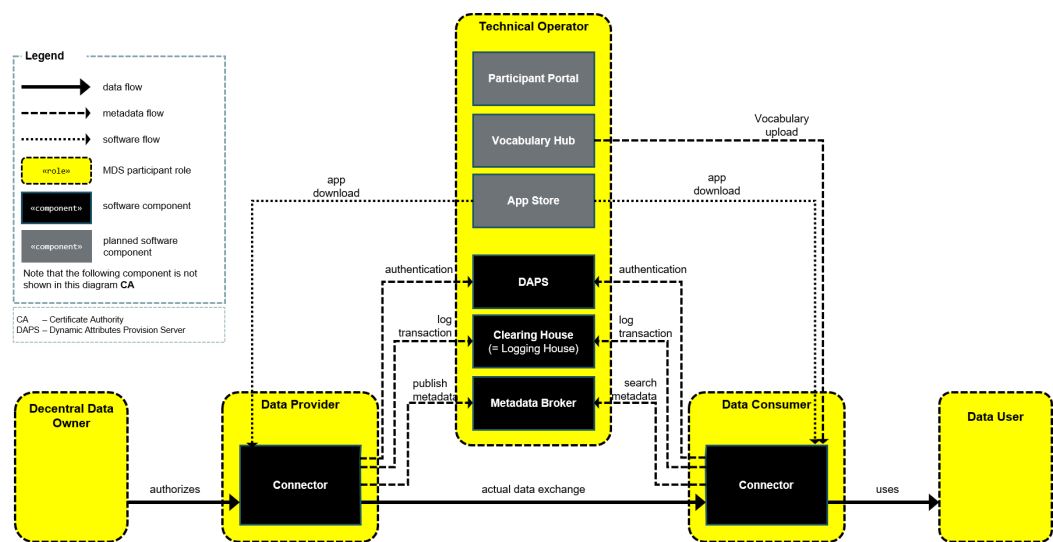 Technical Operator
Legend
data flow
metadata flow
software flow
«role»
MDS participant role
«component»
software component
«component»
planned software
component
Note that the following component is not
shown in this diagram CA
CA – Certificate Authority
DAPS – Dynamic Attributes Provision Server
Participant Portal
Vocabulary Hub
Vocabulary
upload
App Store
app
download
app
download
DAPS
authentication
authentication
Clearing House
(= Logging House)
log
transaction
log
transaction
Metadata Broker
publish
metadata
search
metadata
Decentral Data
Owner
Data Provider
Data Consumer
Data User
authorizes
Connector
actual data exchange
Connector
uses